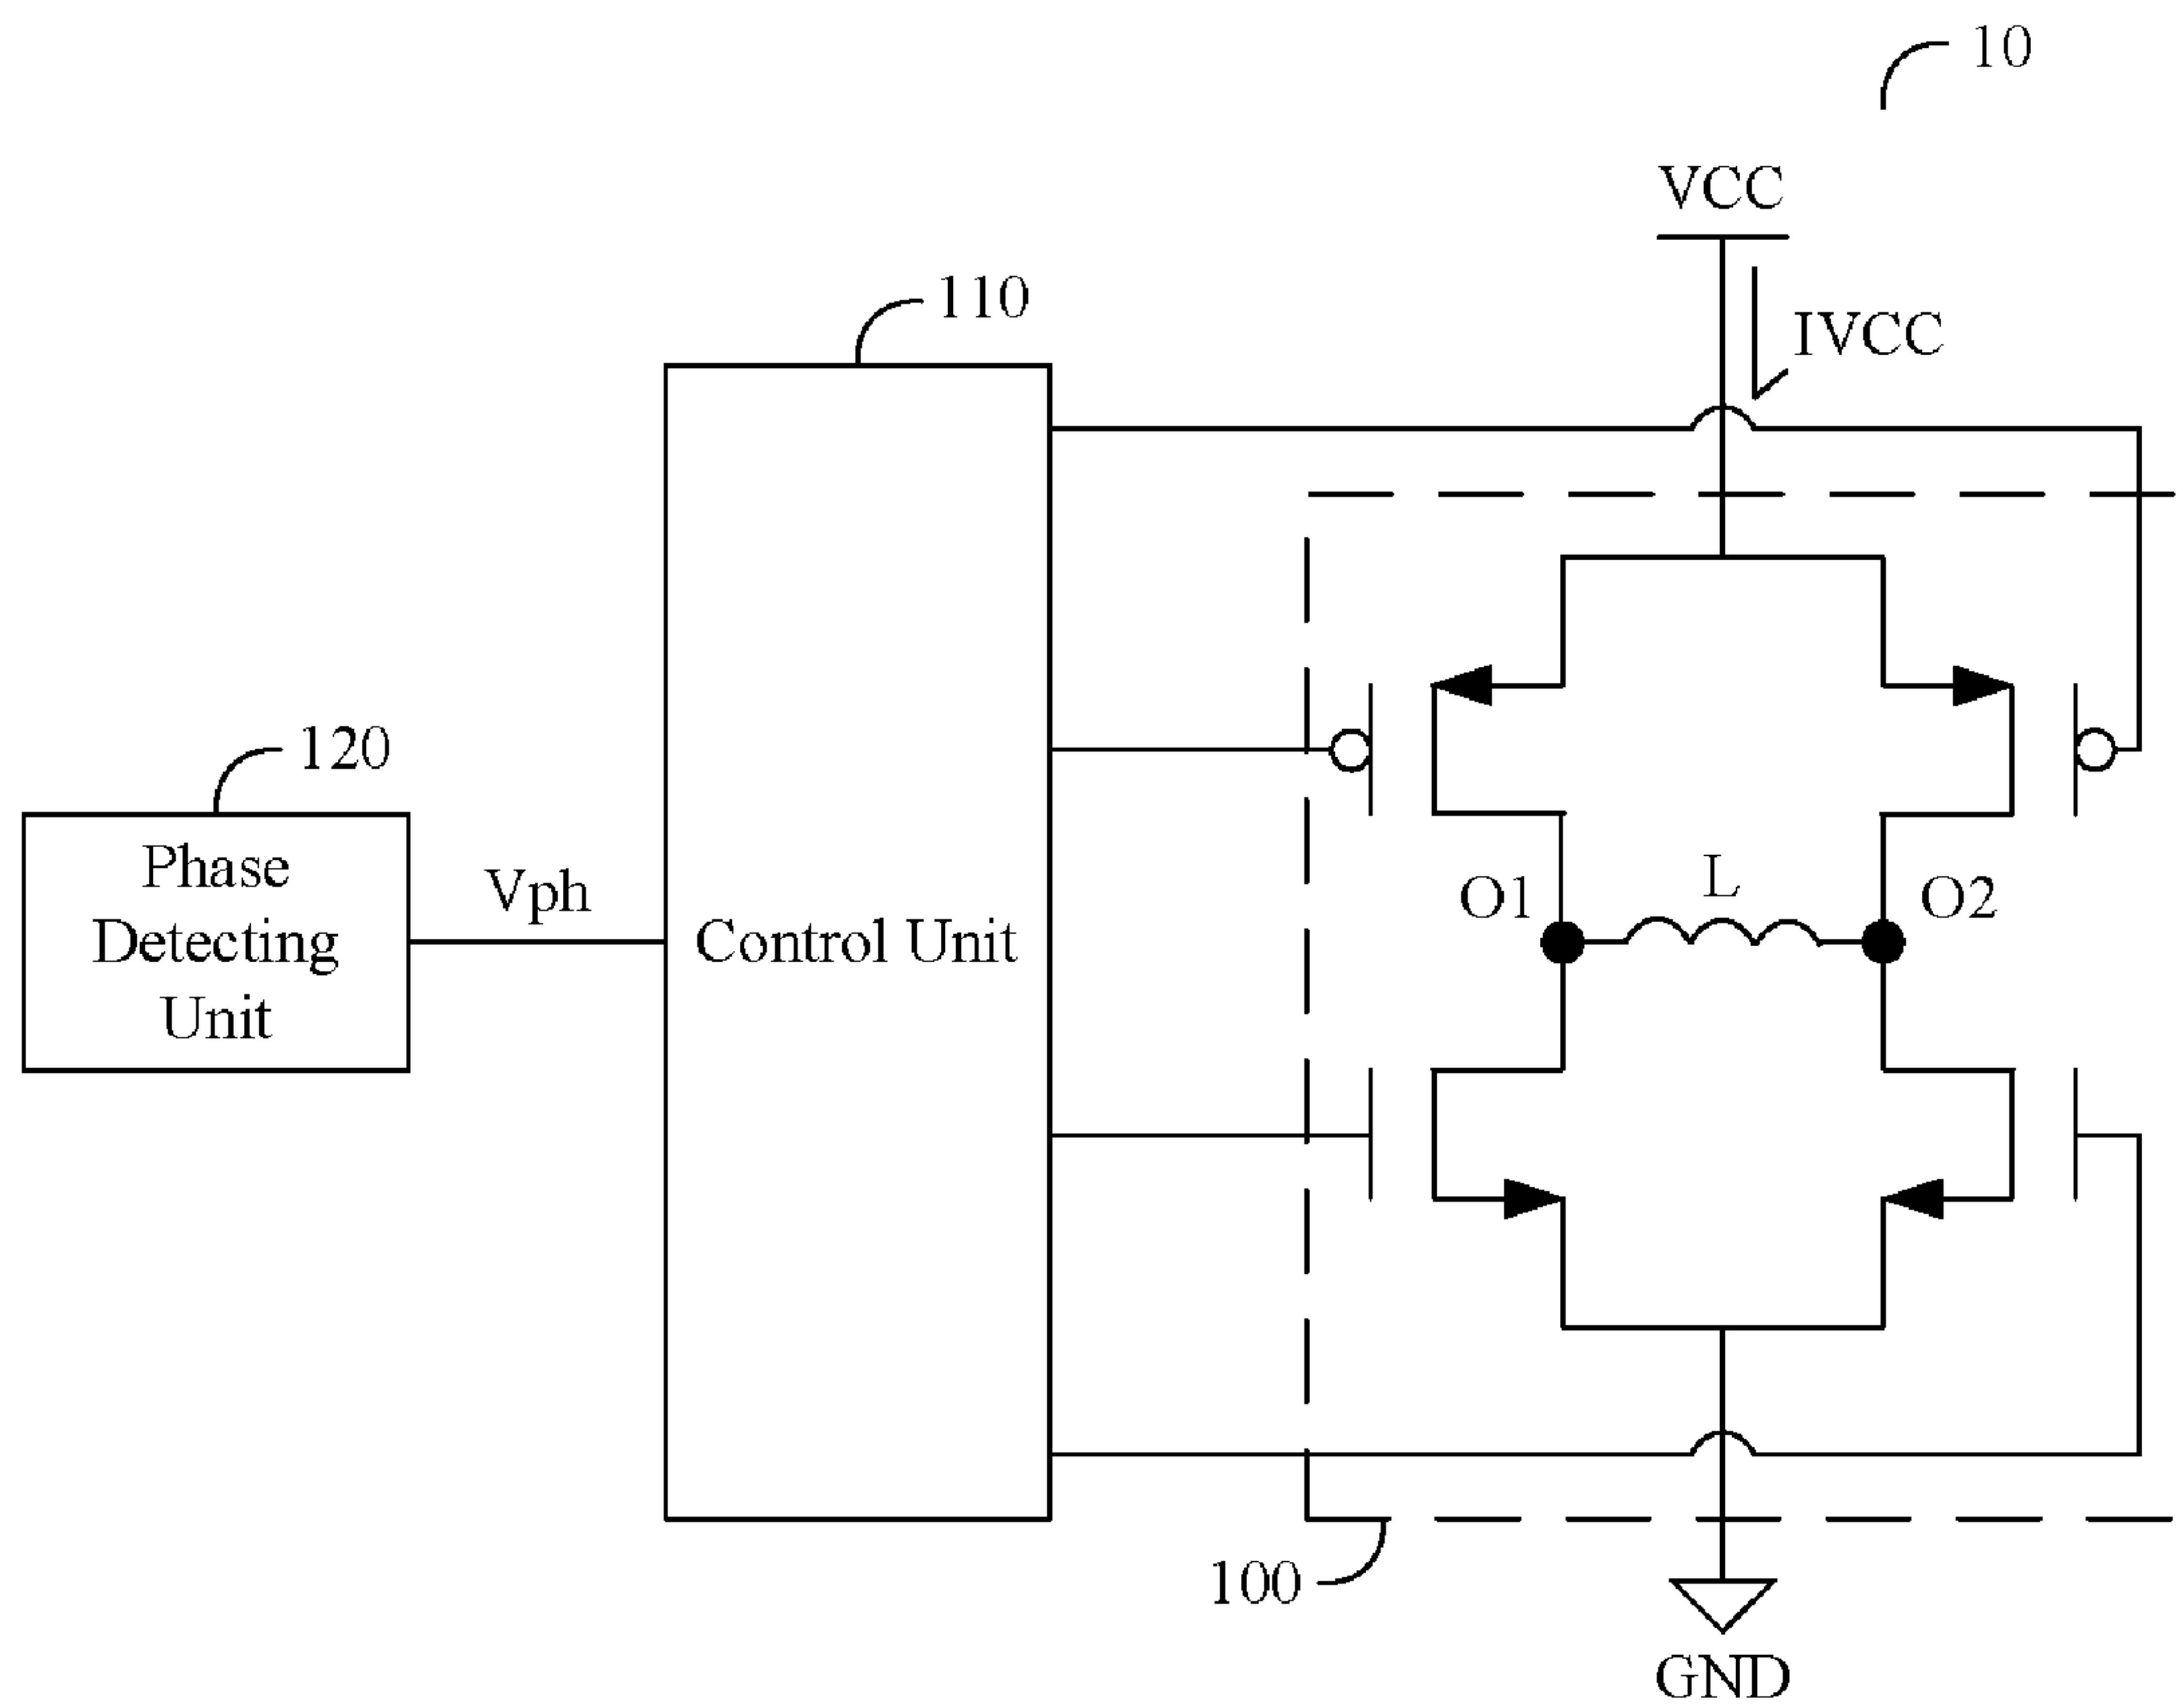 10
VCC
IVCC
110
120
Phase
Detecting
Unit
Vph
Control Unit
O1
L
O2
100
GND